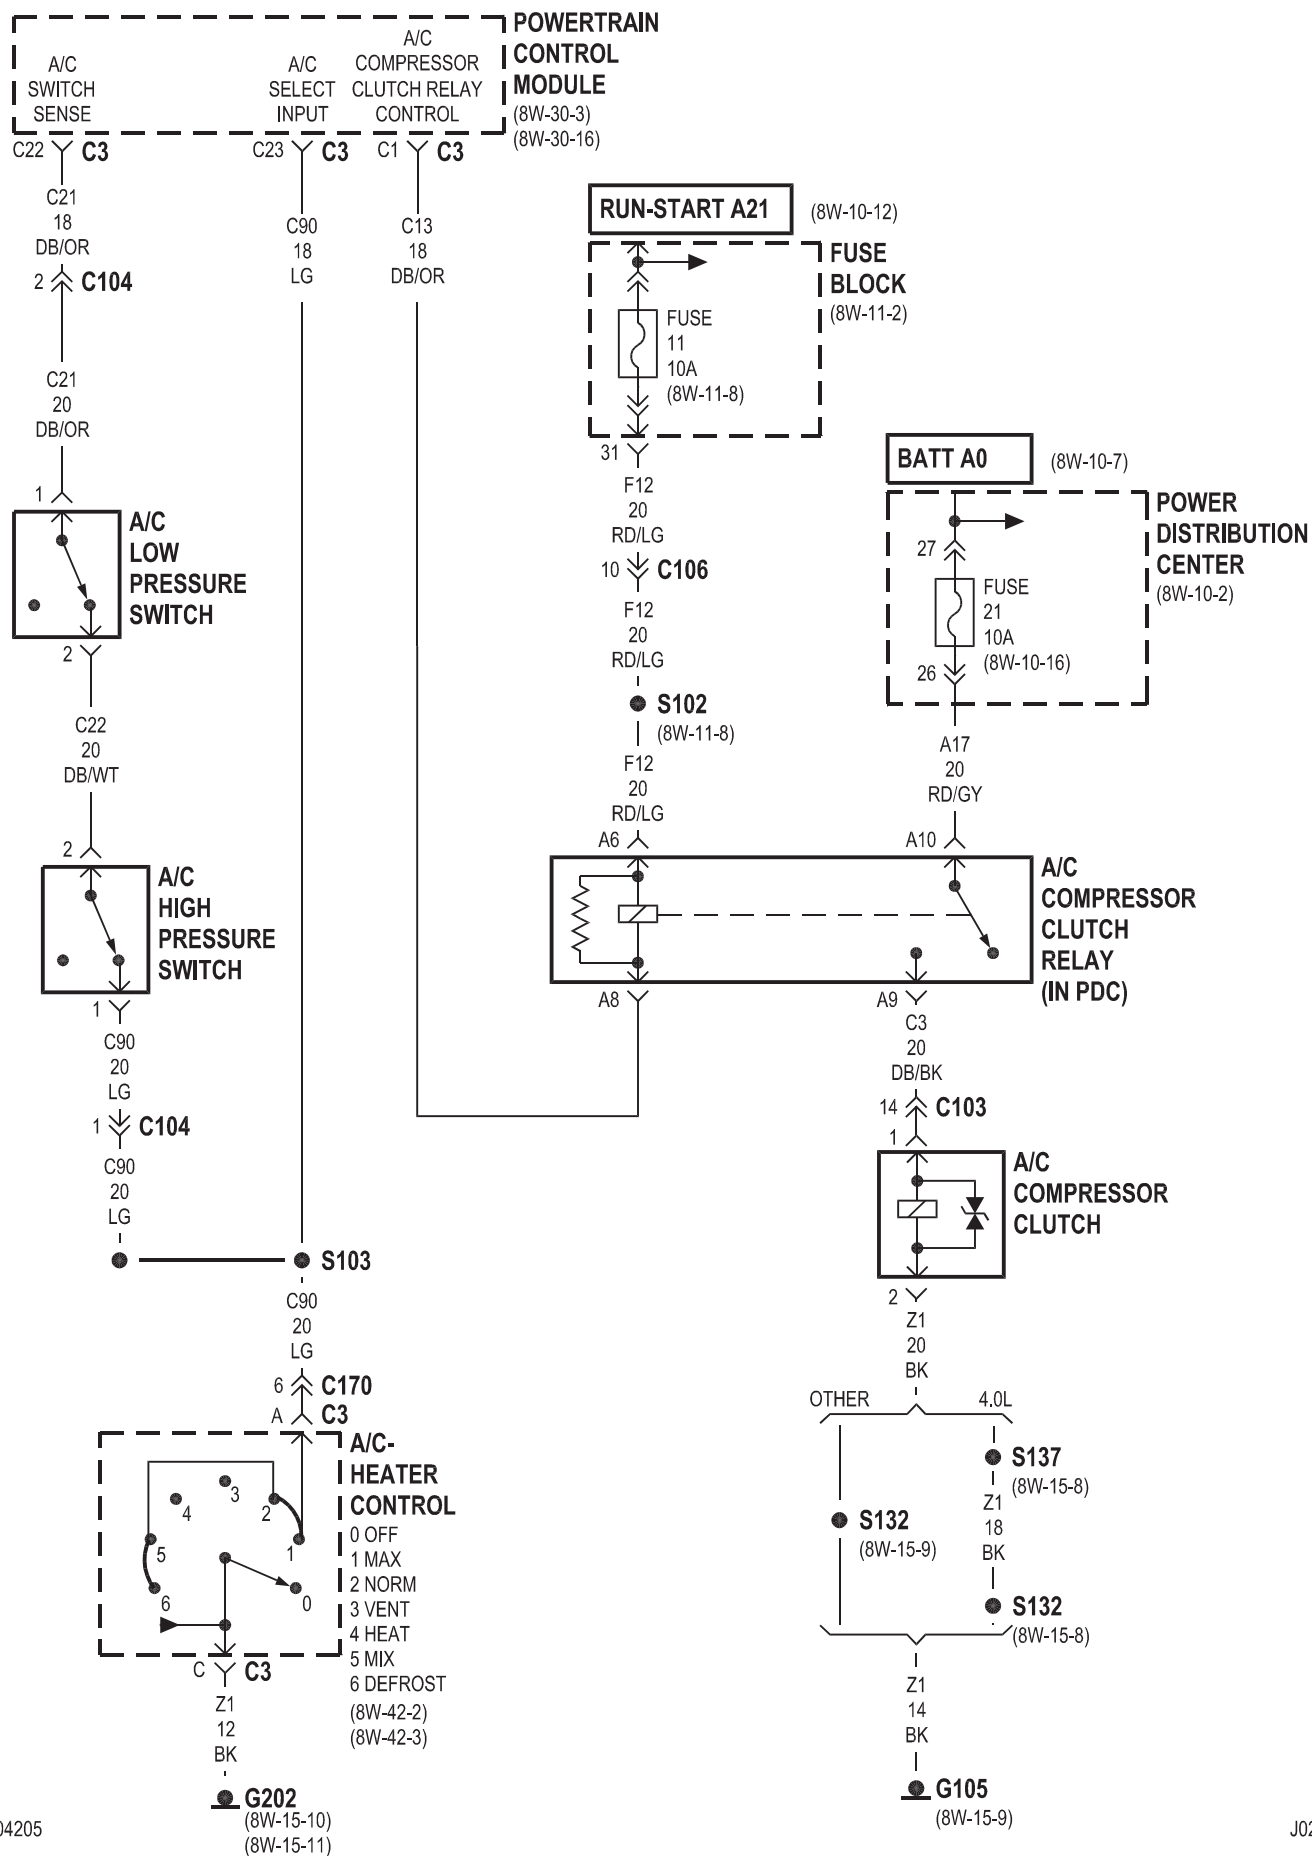 POWERTRAIN
CONTROL
MODULE
(8W-30-3)
(8W-30-16)
A/C
SWITCH
SENSE
A/C
SELECT
INPUT
A/C
COMPRESSOR
CLUTCH RELAY
CONTROL
C22 C3
C23 C3
C1 C3
C21
18
DB/OR
2 C104
C21
20
DB/OR
1
A/C
LOW
PRESSURE
SWITCH
2
C22
20
DB/WT
2
A/C
HIGH
PRESSURE
SWITCH
1
C90
20
LG
1 C104
C90
20
LG
C90
18
LG
S103
C90
20
LG
6 C170
A C3
A/C-
HEATER
CONTROL
0 OFF
1 MAX
2 NORM
3 VENT
4 HEAT
5 MIX
6 DEFROST
(8W-42-2)
(8W-42-3)
3
4
2
5
1
6
0
C C3
Z1
12
BK
G202
(8W-15-10)
(8W-15-11)
C13
18
DB/OR
RUN-START A21 (8W-10-12)
FUSE
BLOCK
(8W-11-2)
FUSE
11
10A
(8W-11-8)
31
F12
20
RD/LG
10 C106
F12
20
RD/LG
S102
(8W-11-8)
F12
20
RD/LG
A6
BATT A0 (8W-10-7)
POWER
DISTRIBUTION
CENTER
(8W-10-2)
27
FUSE
21
10A
(8W-10-16)
26
A17
20
RD/GY
A10
A/C
COMPRESSOR
CLUTCH
RELAY
(IN PDC)
A8
A9
C3
20
DB/BK
14 C103
1
A/C
COMPRESSOR
CLUTCH
2
Z1
20
BK
OTHER
4.0L
S137
(8W-15-8)
Z1
18
BK
S132
(8W-15-9)
S132
(8W-15-8)
Z1
14
BK
G105
(8W-15-9)
04205
J02